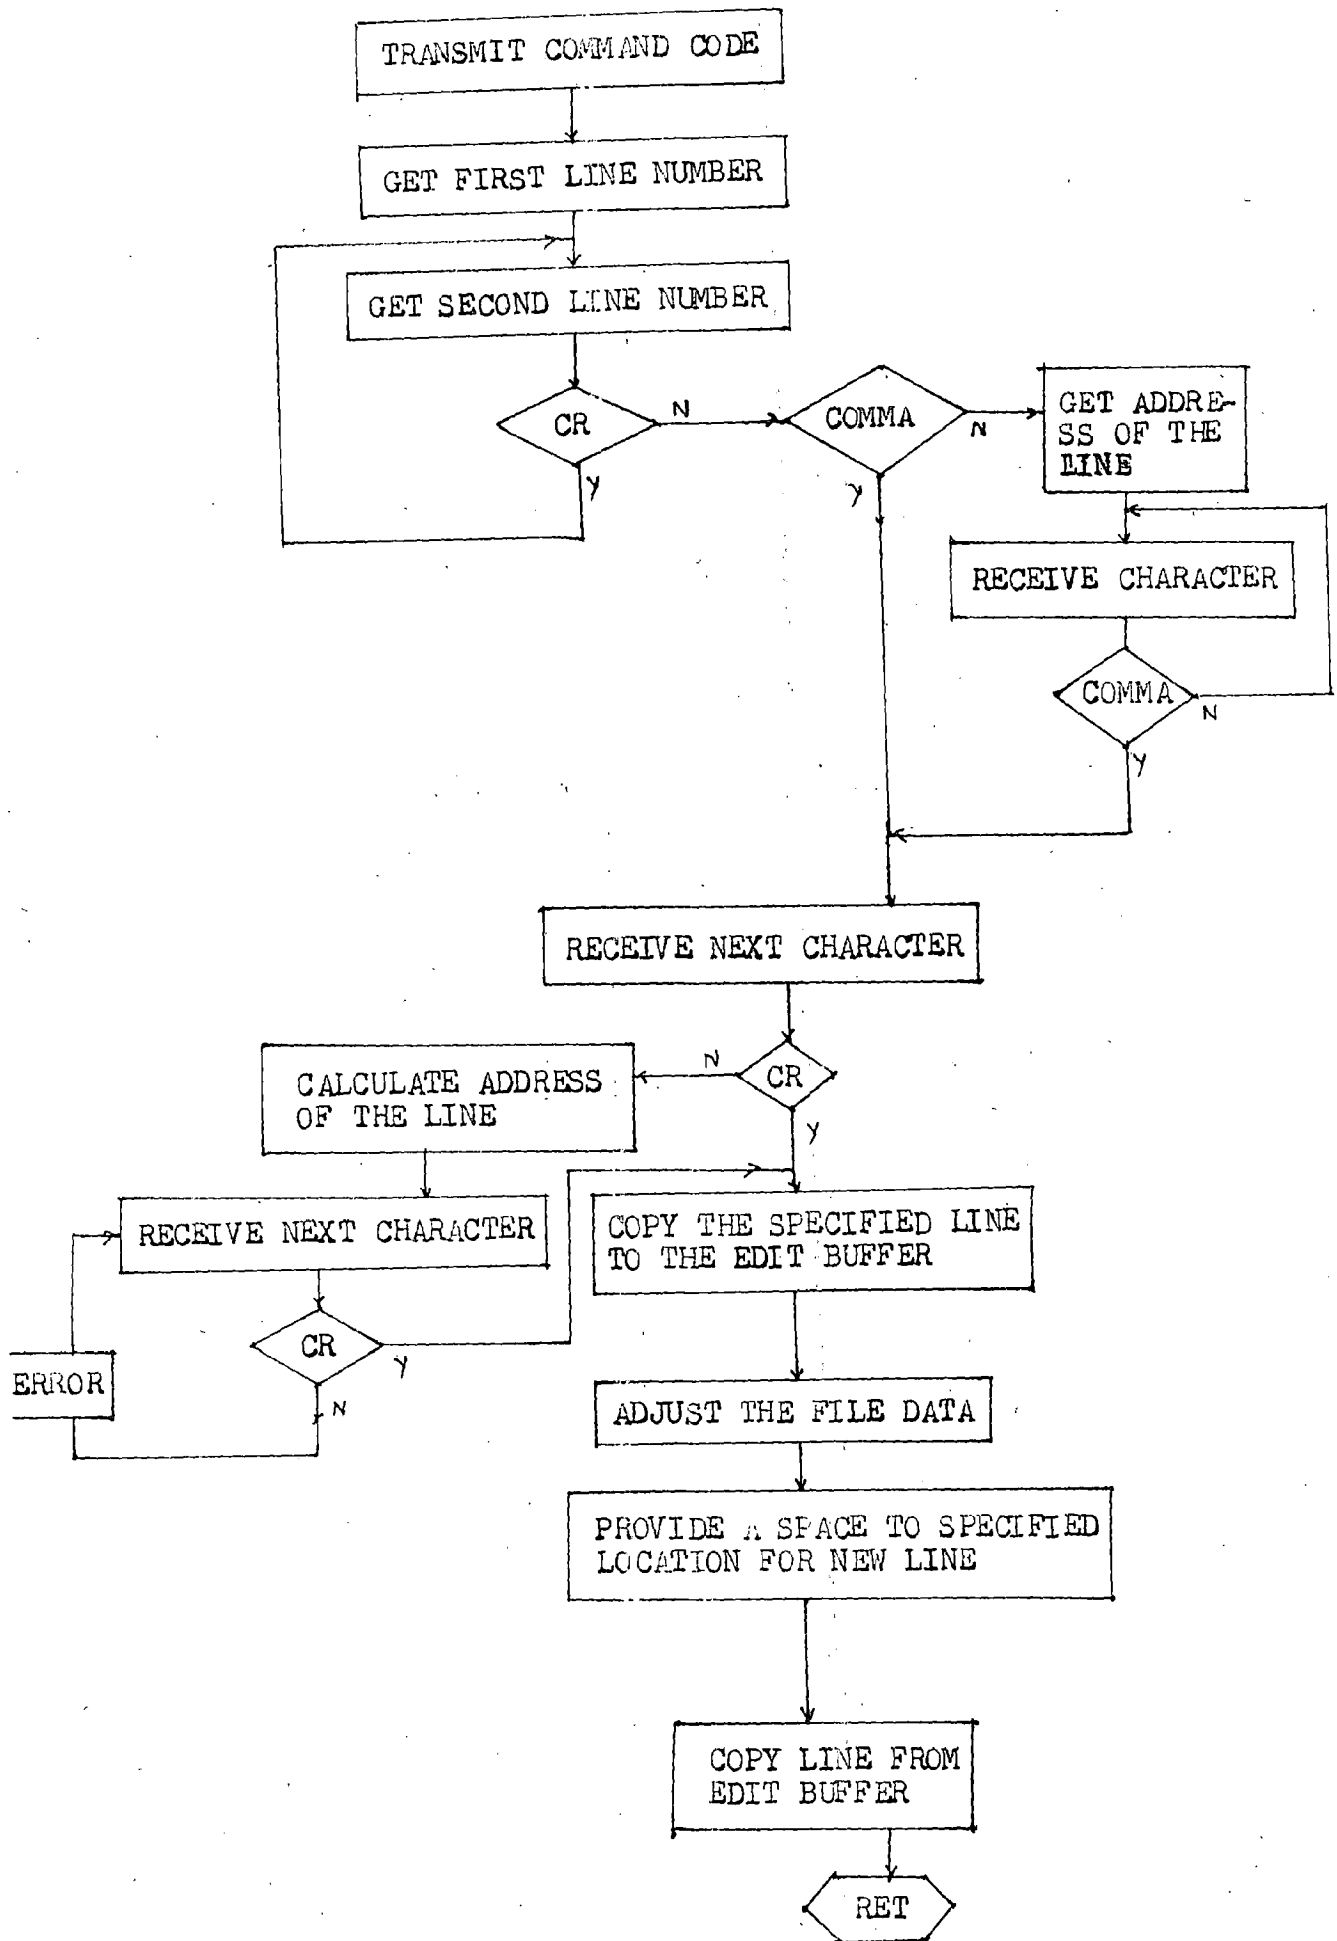 TRANSMIT COMMAND CODE
GET FIRST LINE NUMBER
GET SECOND LINE NUMBER
CR
N
Y
COMMA
N
Y
GET ADDRE-
SS OF THE
LINE
RECEIVE CHARACTER
COMMA
N
Y
RECEIVE NEXT CHARACTER
CR
N
Y
CALCULATE ADDRESS
OF THE LINE
RECEIVE NEXT CHARACTER
CR
Y
N
ERROR
COPY THE SPECIFIED LINE
TO THE EDIT BUFFER
ADJUST THE FILE DATA
PROVIDE A SPACE TO SPECIFIED
LOCATION FOR NEW LINE
COPY LINE FROM
EDIT BUFFER
RET